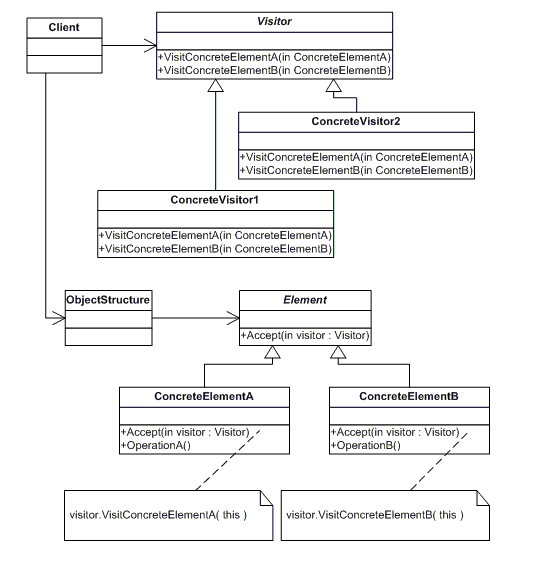 Client
Visitor
+VisitConcreteElementA(in ConcreteElementA)
+VisitConcreteElementB(in ConcreteElementB)
ConcreteVisitor2
+VisitConcreteElementA(in ConcreteElementA)
+VisitConcreteElementB(in ConcreteElementB)
ConcreteVisitor1
+VisitConcreteElementA(in ConcreteElementA)
+VisitConcreteElementB(in ConcreteElementB)
ObjectStructure
Element
+Accept(in visitor : Visitor)
ConcreteElementA
+Accept(in visitor : Visitor)
+OperationA()
ConcreteElementB
+Accept(in visitor : Visitor)
+OperationB()
visitor.VisitConcreteElementA( this )
visitor.VisitConcreteElementB( this )